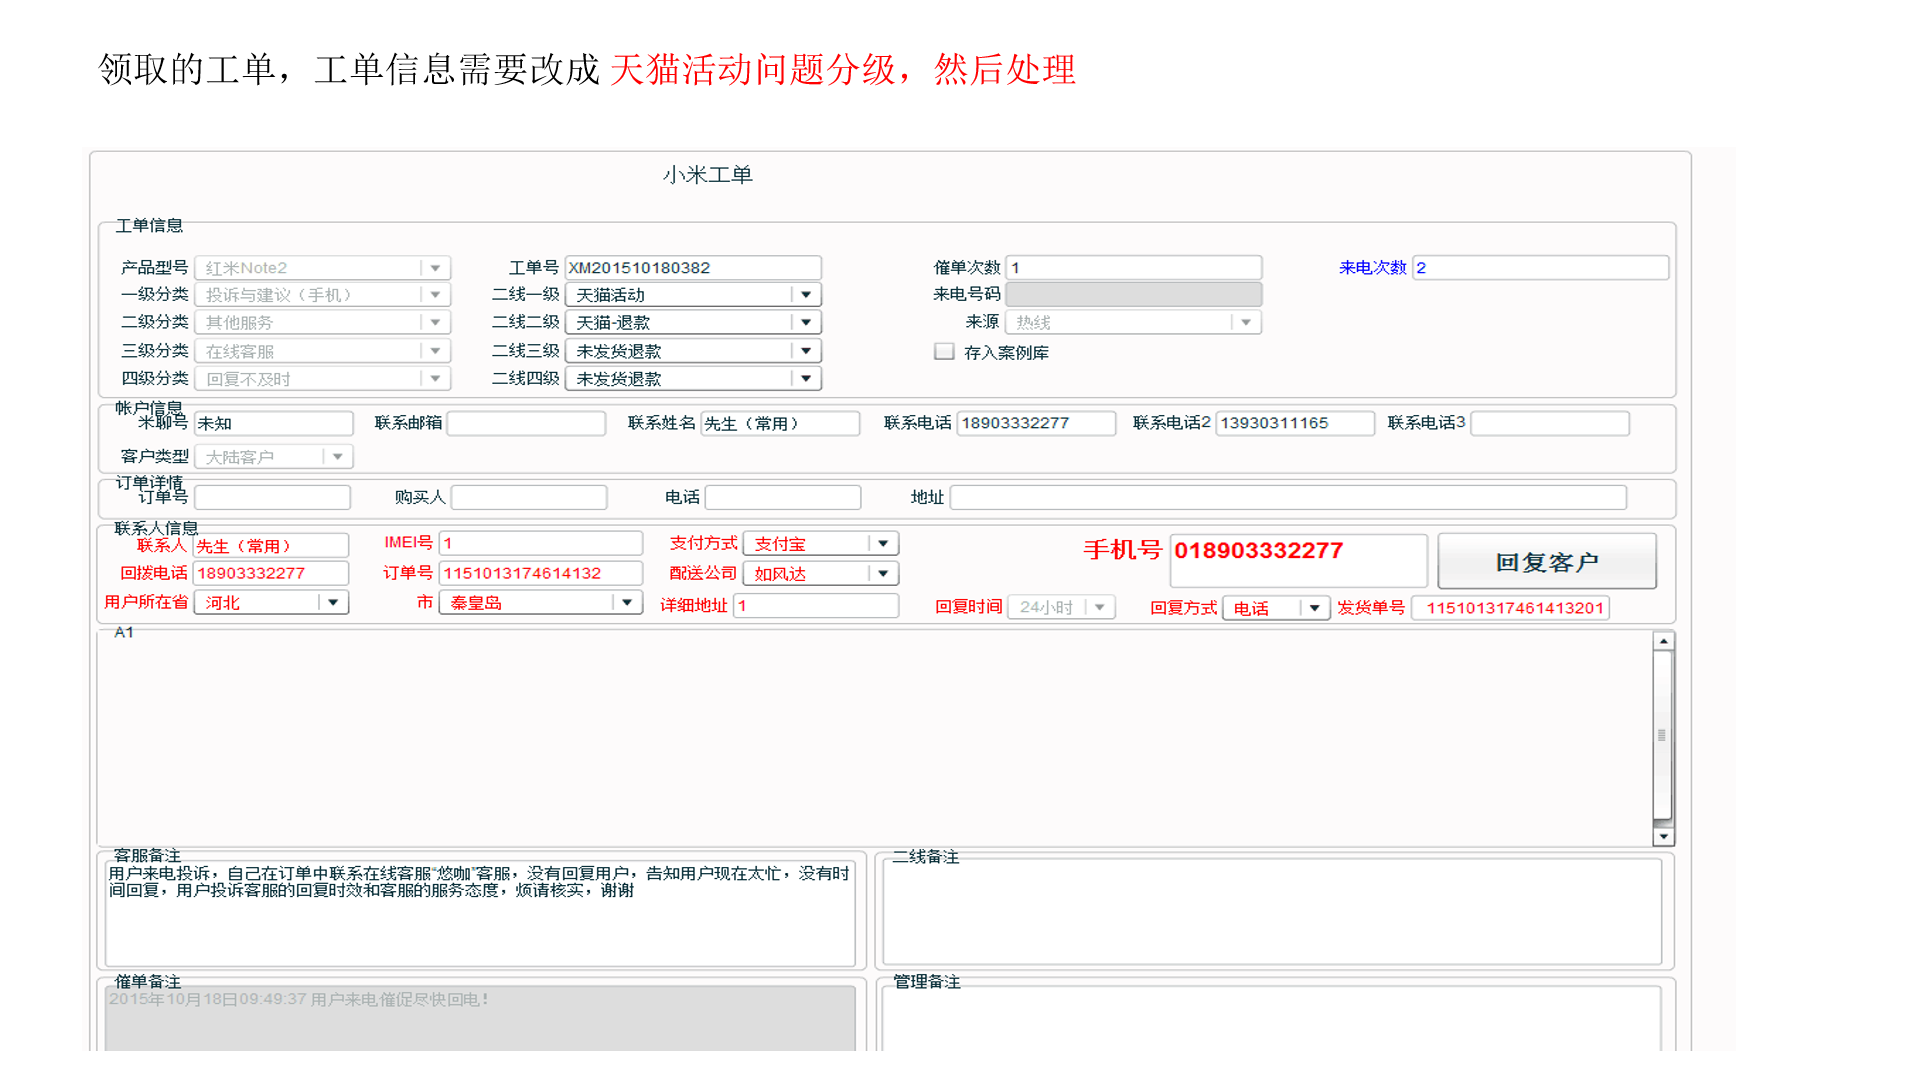 领取的工单，工单信息需要改成 天猫活动问题分级，然后处理
小米工单
工单信息
产品型号 红米Note2 工单号 XM201510180382 催单次数 1 来电次数 2
一级分类 投诉与建议（手机） 二线一级 天猫活动 来电号码
二级分类 其他服务 二线二级 天猫-退款 来源 热线
三级分类 在线客服 二线三级 未发货退款 存入案例库
四级分类 回复不及时 二线四级 未发货退款
帐户信息
米聊号 未知 联系邮箱 联系姓名 先生（常用） 联系电话 18903332277 联系电话2 13930311165 联系电话3
客户类型 大陆客户
订单详情
订单号 购买人 电话 地址
联系人信息
联系人 先生（常用） IMEI号 1 支付方式 支付宝 手机号 018903332277 回复客户
回拨电话 18903332277 订单号 1151013174614132 配送公司 如风达
用户所在省 河北 市 秦皇岛 详细地址 1 回复时间 24小时 回复方式 电话 发货单号 115101317461413201
A1
客服备注 二线备注
用户来电投诉，自己在订单中联系在线客服“悠咖”客服，没有回复用户，告知用户现在太忙，没有时
间回复，用户投诉客服的回复时效和客服的服务态度，烦请核实，谢谢
催单备注 管理备注
2015年10月18日09:49:37 用户来电催促尽快回电！